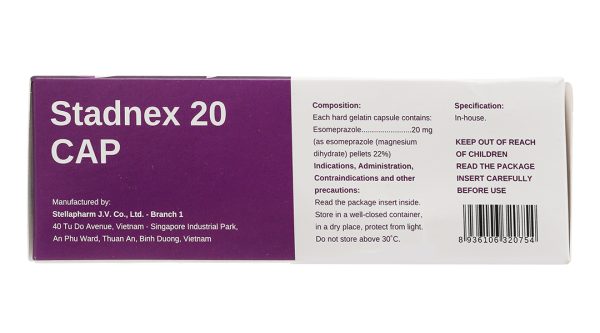 Stadnex 20
CAP
Manufactured by:
Stellapharm J.V. Co., Ltd. - Branch 1
40 Tu Do Avenue, Vietnam - Singapore Industrial Park,
An Phu Ward, Thuan An, Binh Duong, Vietnam
Composition:
Each hard gelatin capsule contains:
Esomeprazole.........................20 mg
(as esomeprazole (magnesium
dihydrate) pellets 22%)
Indications, Administration,
Contraindications and other
precautions:
Read the package insert inside.
Store in a well-closed container,
in a dry place, protect from light.
Do not store above 30°C.
Specification:
In-house.
KEEP OUT OF REACH
OF CHILDREN
READ THE PACKAGE
INSERT CAREFULLY
BEFORE USE
8 936106 320754